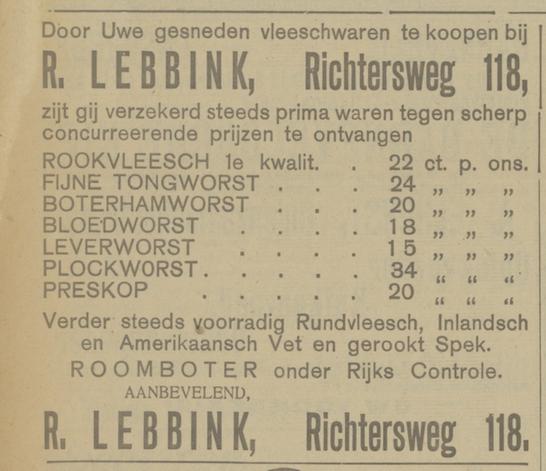 Door Uwe gesneden vleeschwaren te koopen bij
R. LEBBINK, Richtersweg 118,
zijt gij verzekerd steeds prima waren tegen scherp
concurreerende prijzen te ontvangen
ROOKVLEESCH 1e kwalit. . 22 ct. p. ons.
FIJNE TONGWORST . . . 24 „ „ „
BOTERHAMWORST . . . 20 „ „ „
BLOEDWORST . . . . 18 „ „ „
LEVERWORST . . . . 15 „ „ „
PLOCKWORST . . . . . 34 “ “ “
PRESKOP . . . . . 20 “ “ “
Verder steeds voorradig Rundvleesch, Inlandsch
en Amerikaansch Vet en gerookt Spek.
ROOMBOTER onder Rijks Controle.
AANBEVELEND,
R. LEBBINK, Richtersweg 118.